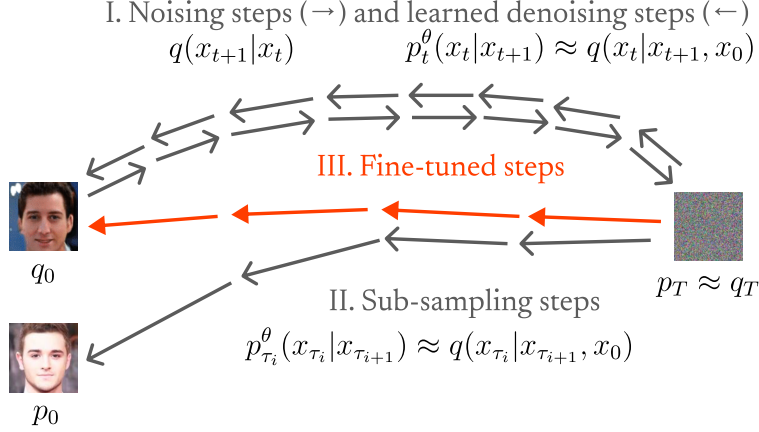 I. Noising steps (→) and learned denoising steps (←)
q(x_{t+1}|x_t) p_t^θ(x_t|x_{t+1}) ≈ q(x_t|x_{t+1}, x_0)
III. Fine-tuned steps
q_0
p_T ≈ q_T
II. Sub-sampling steps
p_{τ_i}^θ(x_{τ_i}|x_{τ_{i+1}}) ≈ q(x_{τ_i}|x_{τ_{i+1}}, x_0)
p_0